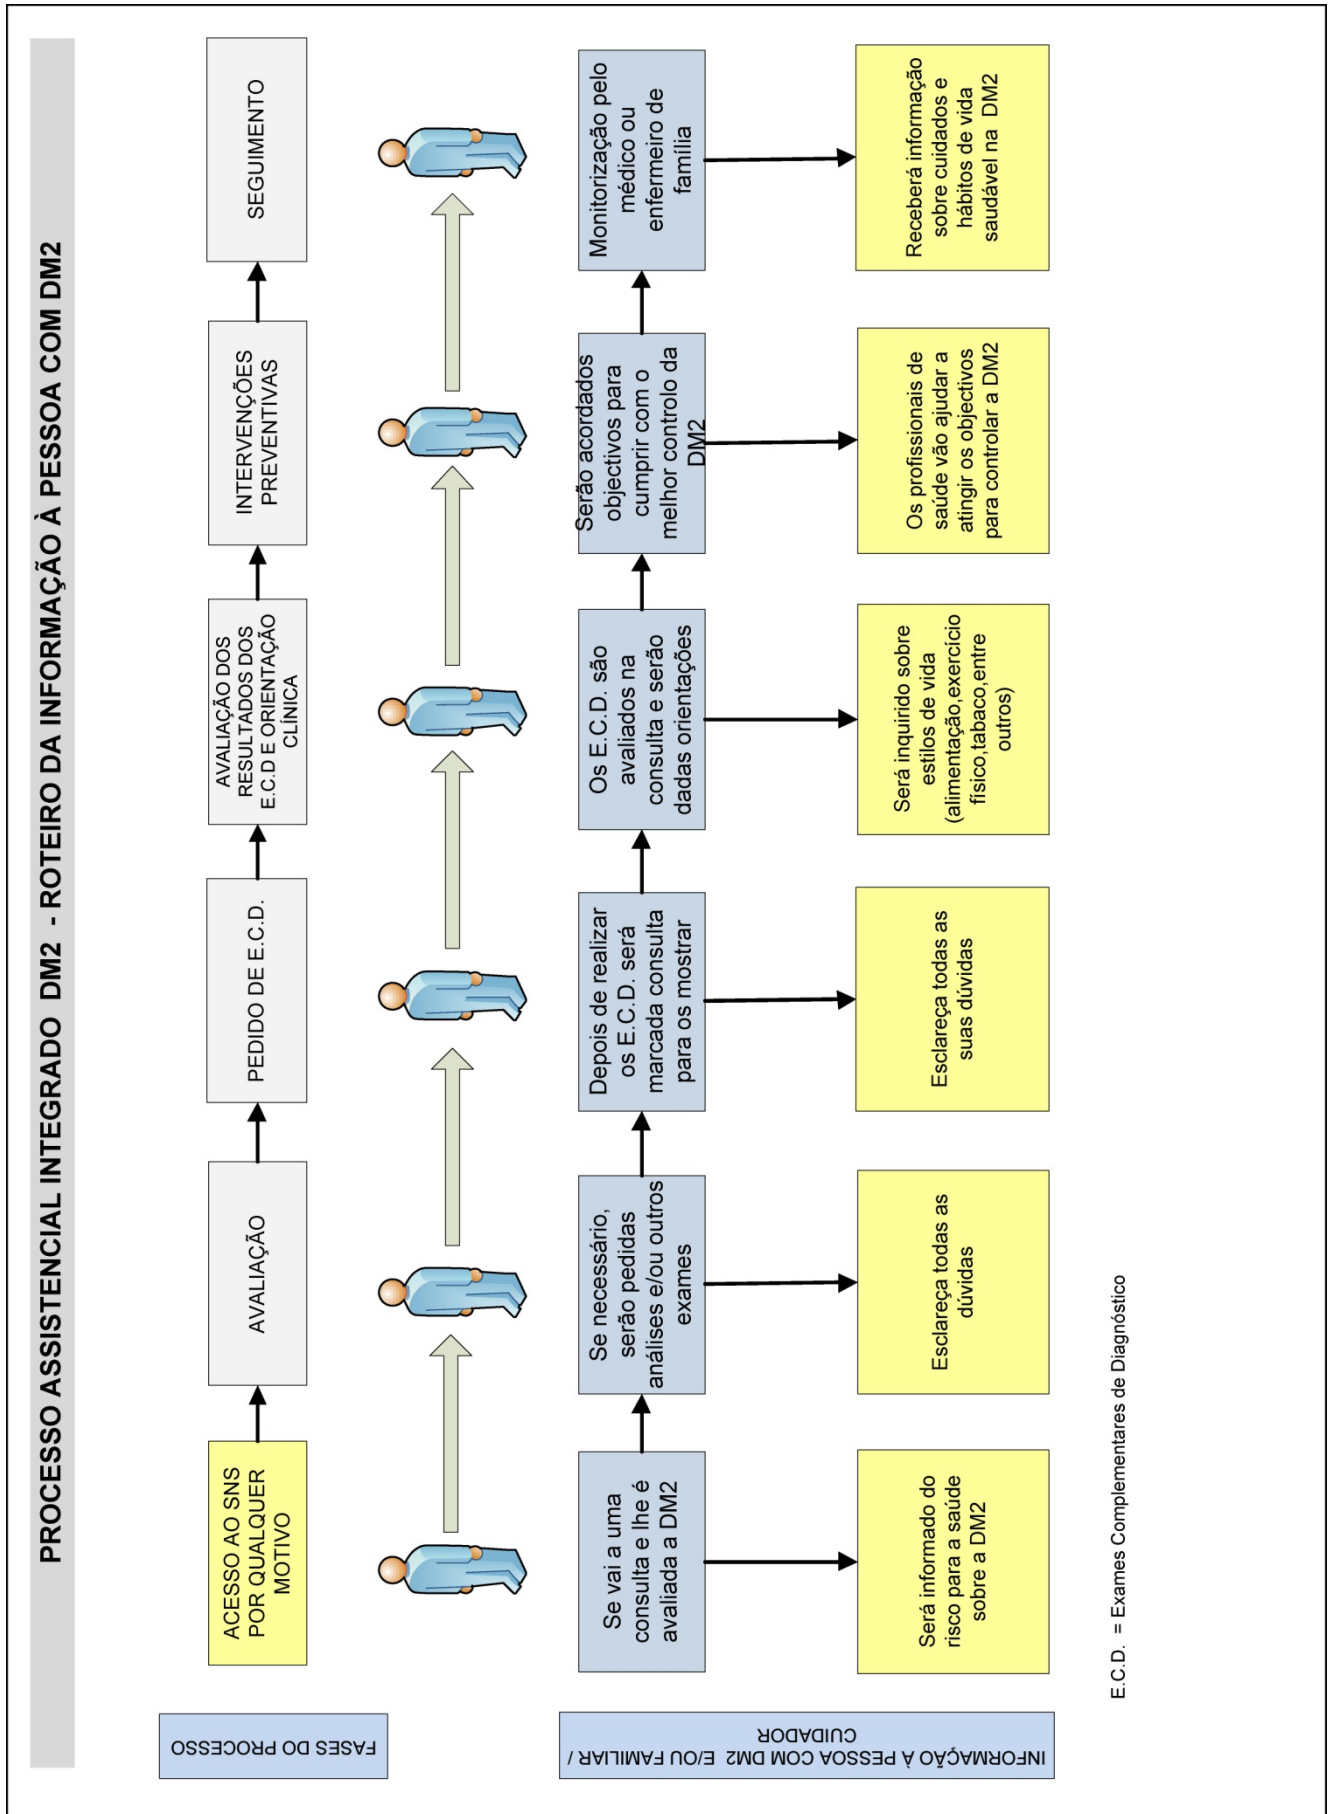 PROCESSO ASSISTENCIAL INTEGRADO DM2 - ROTEIRO DA INFORMAÇÃO À PESSOA COM DM2
FASES DO PROCESSO
ACESSO AO SNS
POR QUALQUER
MOTIVO
AVALIAÇÃO
PEDIDO DE E.C.D.
AVALIAÇÃO DOS
RESULTADOS DOS
E.C.D E ORIENTAÇÃO
CLÍNICA
INTERVENÇÕES
PREVENTIVAS
SEGUIMENTO
INFORMAÇÃO À PESSOA COM DM2 E/OU FAMILIAR /
CUIDADOR
Se vai a uma
consulta e lhe é
avaliada a DM2
Se necessário,
serão pedidas
análises e/ou outros
exames
Depois de realizar
os E.C.D. será
marcada consulta
para os mostrar
Os E.C.D. são
avaliados na
consulta e serão
dadas orientações
Serão acordados
objectivos para
cumprir com o
melhor controlo da
DM2
Monitorização pelo
médico ou
enfermeiro de
família
Será informado do
risco para a saúde
sobre a DM2
Esclareça todas as
dúvidas
Esclareça todas as
suas dúvidas
Será inquirido sobre
estilos de vida
(alimentação,exercício
físico,tabaco,entre
outros)
Os profissionais de
saúde vão ajudar a
atingir os objectivos
para controlar a DM2
Receberá informação
sobre cuidados e
hábitos de vida
saudável na DM2
E.C.D. = Exames Complementares de Diagnóstico